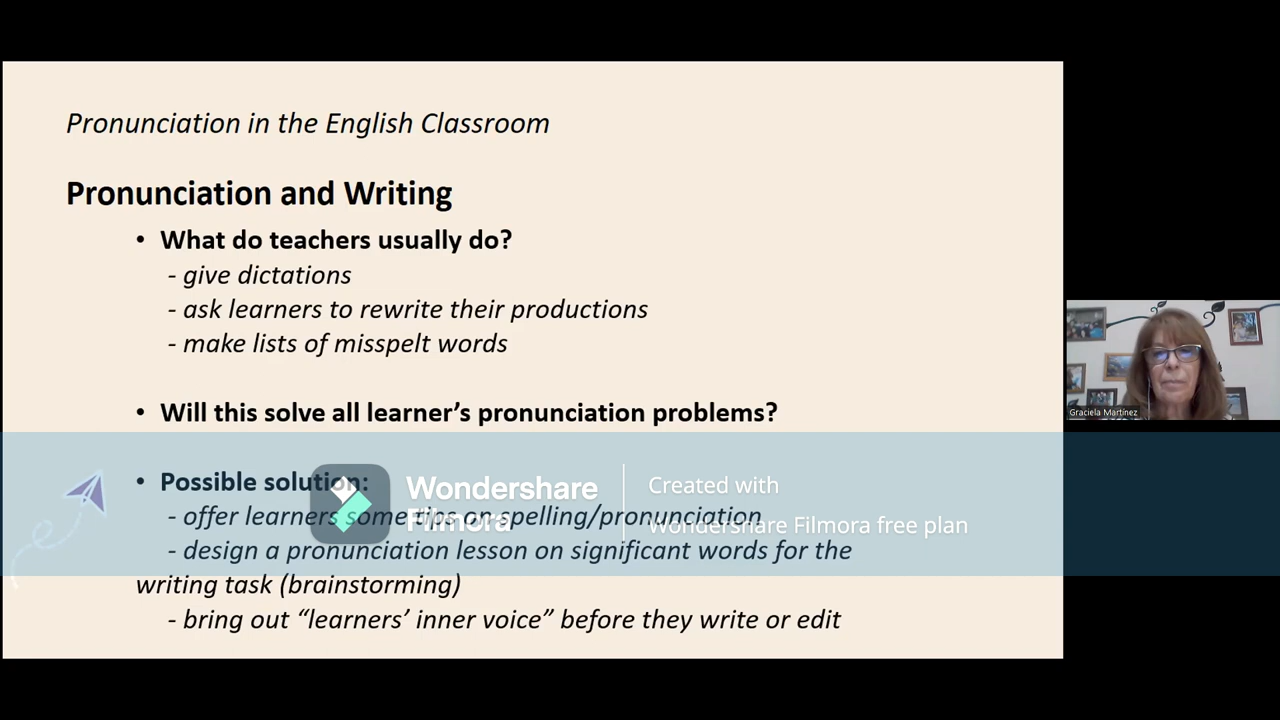 Pronunciation in the English Classroom
Pronunciation and Writing
• What do teachers usually do?
- give dictations
- ask learners to rewrite their productions
- make lists of misspelt words
• Will this solve all learner’s pronunciation problems?
• Possible solution:
- offer learners some tips on spelling/pronunciation
- design a pronunciation lesson on significant words for the
writing task (brainstorming)
- bring out “learners’ inner voice” before they write or edit
Wondershare
Filmora
Created with
Wondershare Filmora free plan
Graciela Martínez